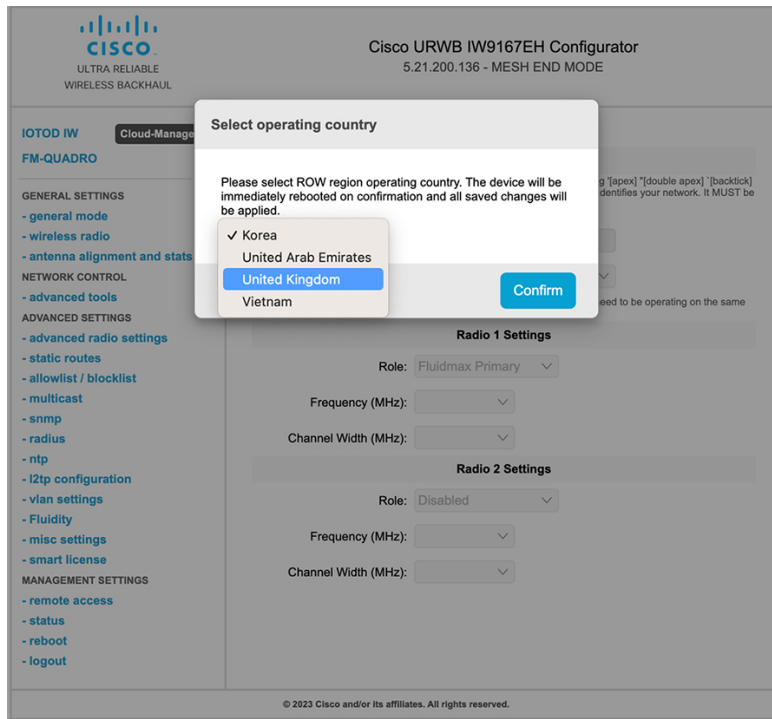 CISCO
ULTRA RELIABLE
WIRELESS BACKHAUL
Cisco URWB IW9167EH Configurator
5.21.200.136 - MESH END MODE
IOTOD IW
Cloud-Manage
FM-QUADRO
GENERAL SETTINGS
- general mode
- wireless radio
- antenna alignment and stats
NETWORK CONTROL
- advanced tools
ADVANCED SETTINGS
- advanced radio settings
- static routes
- allowlist / blocklist
- multicast
- snmp
- radius
- ntp
- l2tp configuration
- vlan settings
- Fluidity
- misc settings
- smart license
MANAGEMENT SETTINGS
- remote access
- status
- reboot
- logout
Select operating country
Please select ROW region operating country. The device will be
immediately rebooted on confirmation and all saved changes will
be applied.
✓ Korea
United Arab Emirates
United Kingdom
Vietnam
Confirm
g '[apex] "[double apex] `[backtick]
dentifies your network. It MUST be
eed to be operating on the same
Radio 1 Settings
Role: Fluidmax Primary
Frequency (MHz):
Channel Width (MHz):
Radio 2 Settings
Role: Disabled
Frequency (MHz):
Channel Width (MHz):
© 2023 Cisco and/or its affiliates. All rights reserved.